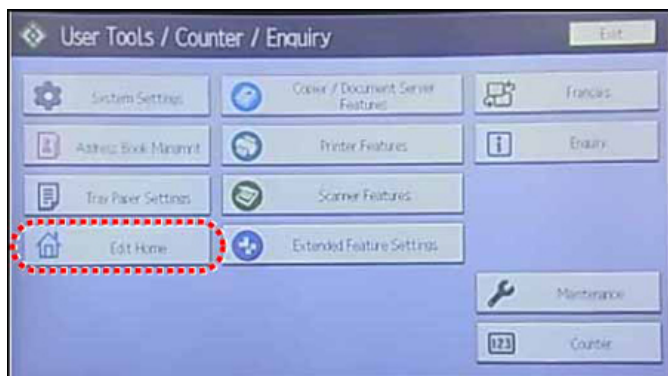 User Tools / Counter / Enquiry
Exit
System Settings
Copier / Document Server
Features
Français
Address Book Mangmnt
Printer Features
Enquiry
Tray Paper Settings
Scanner Features
Edit Home
Extended Feature Settings
Maintenance
123
Counter